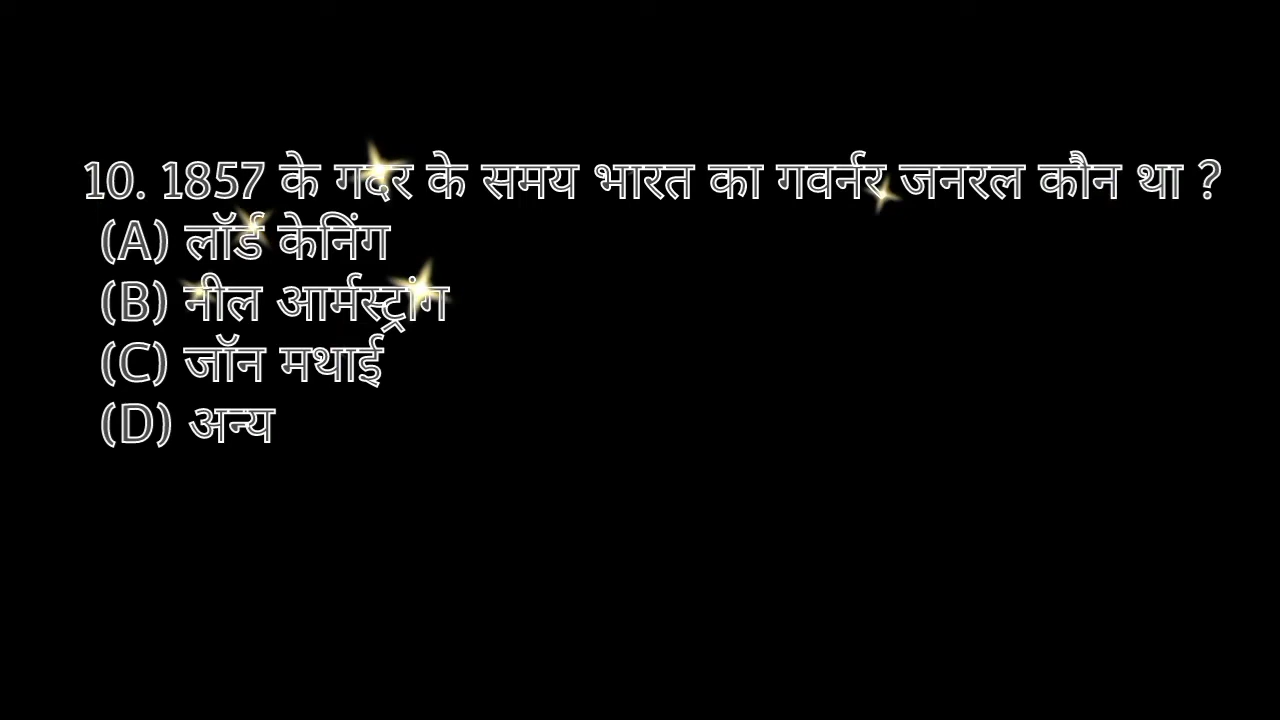 10. 1857 के गदर के समय भारत का गवर्नर जनरल कौन था ?
(A) लॉर्ड केनिंग
(B) नील आर्मस्ट्रांग
(C) जॉन मथाई
(D) अन्य